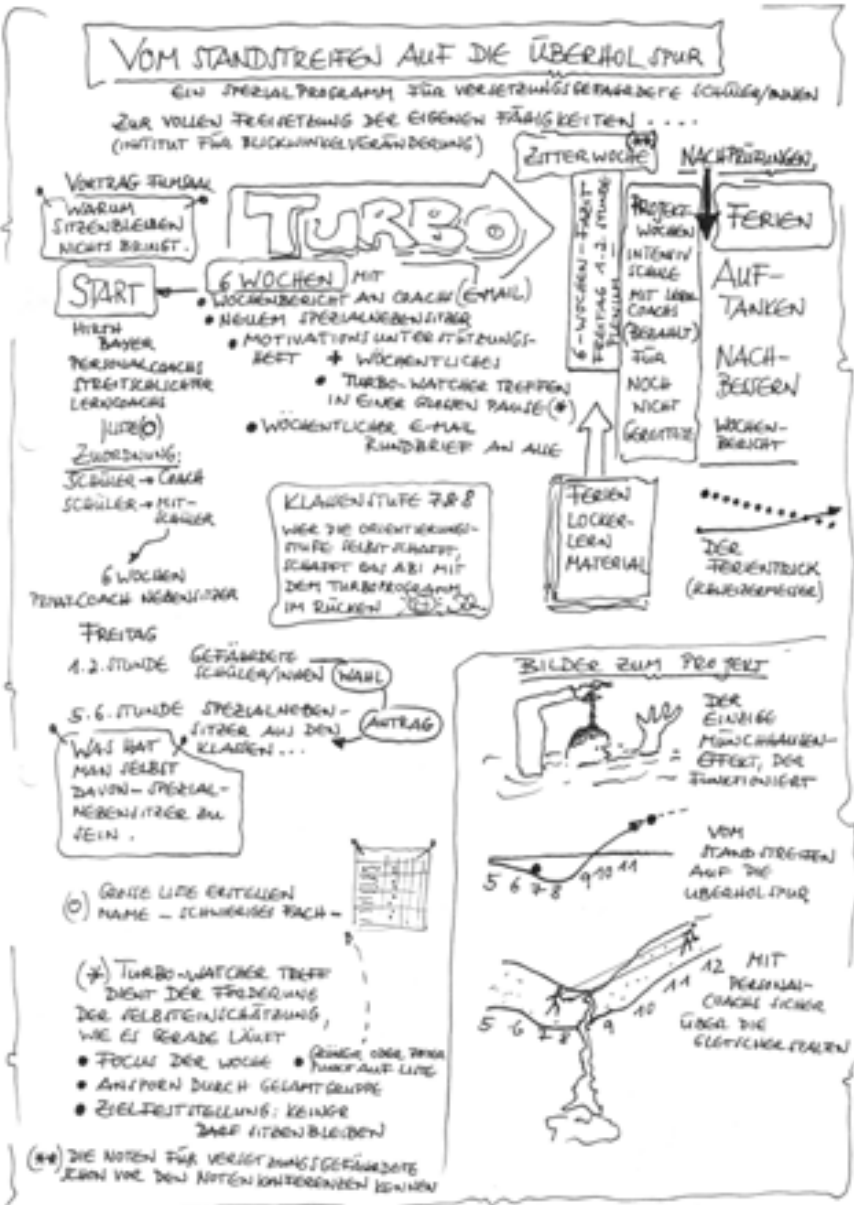 VOM STANDSTREIFEN AUF DIE ÜBERHOLSPUR
EIN SPEZIALPROGRAMM FÜR VERSETZUNGSGEFÄHRDETE SCHÜLER/INNEN
ZUR VOLLEN FREISETZUNG DER EIGENEN FÄHIGKEITEN ....
(INSTITUT FÜR BLICKWINKELVERÄNDERUNG)
VORTRAG FILMSAAL
WARUM
SITZENBLEIBEN
NICHTS BRINGT.
START
HIRTH
BAYER
PERSONALCOACHS
STREITSCHLICHTER
LERNCOACHS
LISTE(O)
ZUORDNUNG:
SCHÜLER → COACH
SCHÜLER → MIT-
SCHÜLER
6 WOCHEN
PRIVATCOACH NEBENSITZER
TURBO
6 WOCHEN MIT
• WOCHENBERICHT AN COACH (E-MAIL)
• NEUEM SPEZIALNEBENSITZER
• MOTIVATIONSUNTERSTÜTZUNGS-
HEFT + WÖCHENTLICHES
• TURBO-WATCHER TREFFEN
IN EINER GROSSEN PAUSE (*)
• WÖCHENTLICHER E-MAIL
RUNDBRIEF AN ALLE
ZITTERWOCHE (**)
6-WOCHEN-FAZIT
FREITAG 1-2. STUNDE
PLENUM
NACHPRÜFUNGEN
PROJEKT-
WOCHEN
INTENSIV
SCHULE
MIT LERN
COACHS
(BEZAHLT)
FÜR
NOCH
NICHT
GERETTETE
FERIEN
AUF-
TANKEN
NACH-
BESSERN
WOCHEN-
BERICHT
KLASSENSTUFE 7&8
WER DIE ORIENTIERUNGS-
STUFE SELBST SCHAFFT,
SCHAFFT DAS ABI MIT
DEM TURBOPROGRAMM
IM RÜCKEN
FERIEN
LOCKER-
LERN
MATERIAL
DER
FERIENTRICK
FREITAG
1.2. STUNDE GEFÄHRDETE
SCHÜLER/INNEN WAHL
5.6. STUNDE SPEZIALNEBEN-
SITZER AUS DEN
KLASSEN...
ANTRAG
WAS HAT
MAN SELBST
DAVON – SPEZIAL-
NEBENSITZER ZU
SEIN.
(O) GROSSE LISTE ERSTELLEN
NAME – SCHWIERIGES FACH –
(*) TURBO-WATCHER TREFF
DIENT DER FÖRDERUNG
DER SELBSTEINSCHÄTZUNG,
WIE ES GERADE LÄUFT
• FOCUS DER WOCHE
• GRÜNER ODER ROTER
PUNKT AUF LISTE
• ANSPORN DURCH GESAMTGRUPPE
• ZIELFESTSTELLUNG: KEINER
DARF SITZENBLEIBEN
(**) DIE NOTEN FÜR VERSETZUNGSGEFÄHRDETE
SCHON VOR DEN NOTENKONFERENZEN KENNEN
BILDER ZUM PROJEKT
DER
EINZIGE
MÜNCHHAUSEN-
EFFEKT, DER
FUNKTIONIERT
5 6 7 8 9 10 11
VOM
STANDSTREIFEN
AUF DIE
ÜBERHOLSPUR
5 6 7 8 9 10 11 12
MIT
PERSONAL-
COACHS SICHER
ÜBER DIE
GLETSCHERSPALTEN